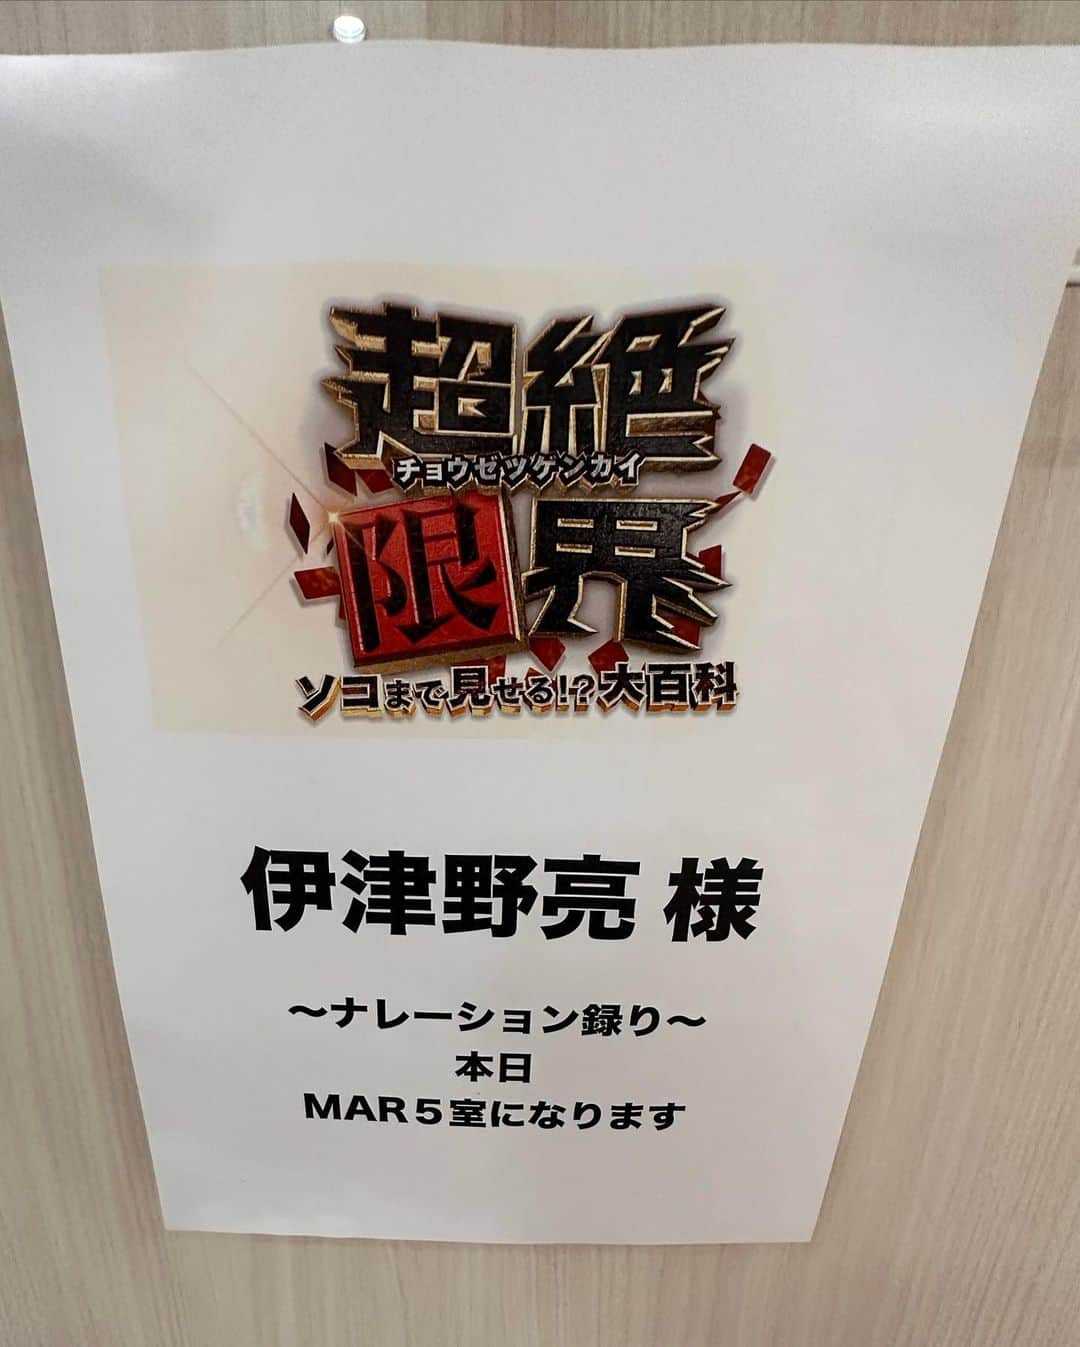 超絶
チョウゼツゲンカイ
限界
ソコまで見せる!?大百科
伊津野亮 様
～ナレーション録り～
本日
MAR５室になります